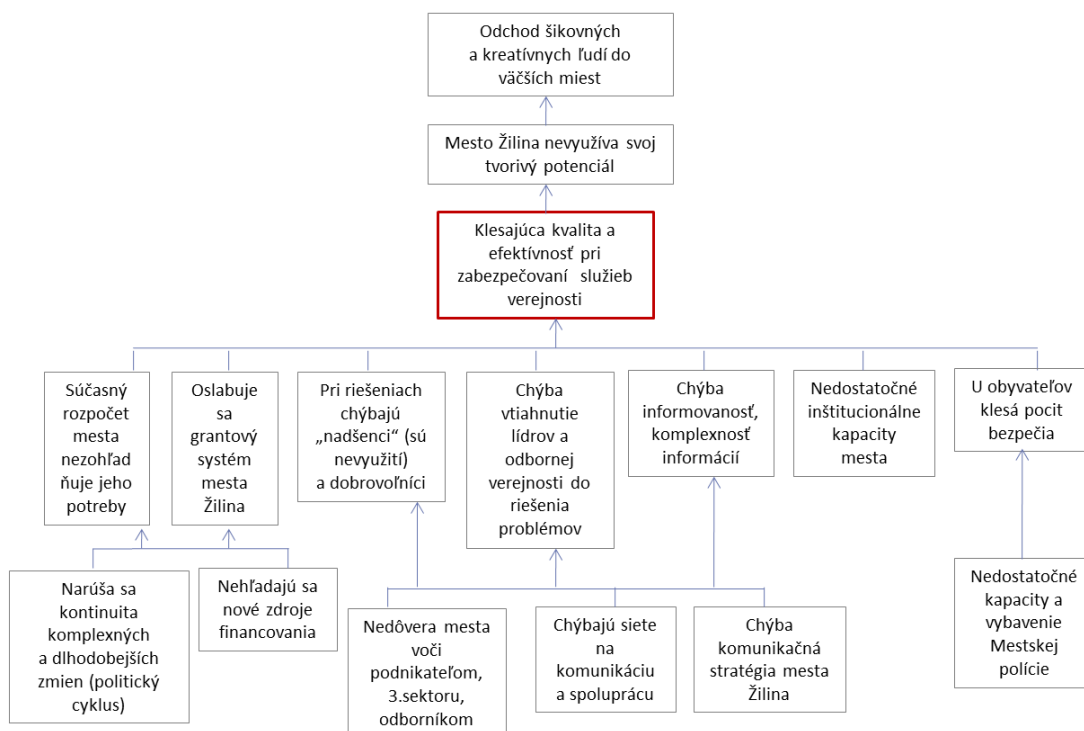 Odchod šikovných
a kreatívnych ľudí do
väčších miest
Mesto Žilina nevyužíva svoj
tvorivý potenciál
Klesajúca kvalita a
efektívnosť pri
zabezpečovaní služieb
verejnosti
Súčasný
rozpočet
mesta
nezohľad
ňuje jeho
potreby
Oslabuje
sa
grantový
systém
mesta
Žilina
Pri riešeniach
chýbajú
„nadšenci“ (sú
nevyužití)
a dobrovoľníci
Chýba
vtiahnutie
lídrov a
odbornej
verejnosti do
riešenia
problémov
Chýba
informovanosť,
komplexnosť
informácií
Nedostatočné
inštitucionálne
kapacity
mesta
U obyvateľov
klesá pocit
bezpečia
Narúša sa
kontinuita
komplexných
a dlhodobejších
zmien (politický
cyklus)
Nehľadajú sa
nové zdroje
financovania
Nedôvera mesta
voči
podnikateľom,
3.sektoru,
odborníkom
Chýbajú siete
na
komunikáciu
a spoluprácu
Chýba
komunikačná
stratégia mesta
Žilina
Nedostatočné
kapacity a
vybavenie
Mestskej
polície